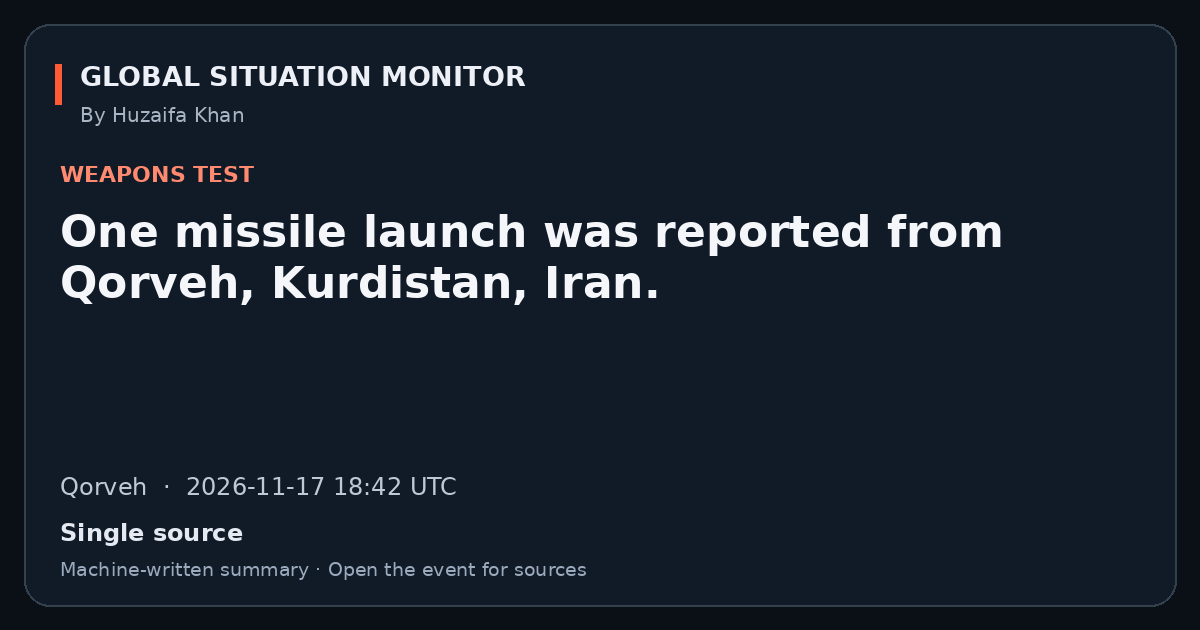 GLOBAL SITUATION MONITOR
By Huzaifa Khan
WEAPONS TEST
One missile launch was reported from
Qorveh, Kurdistan, Iran.
Qorveh · 2026-11-17 18:42 UTC
Single source
Machine-written summary · Open the event for sources